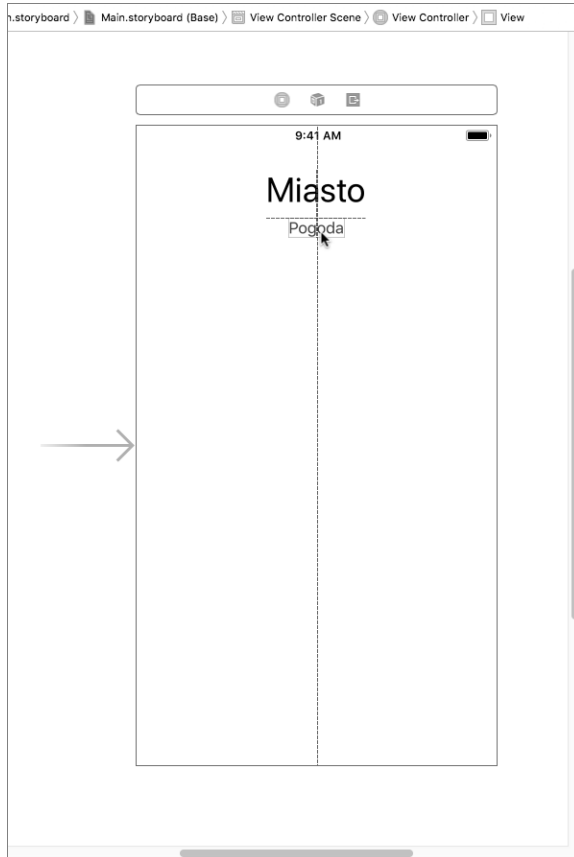 n.storyboard 〉 Main.storyboard (Base) 〉 View Controller Scene 〉 View Controller 〉 View
9:41 AM
Miasto
Pogoda